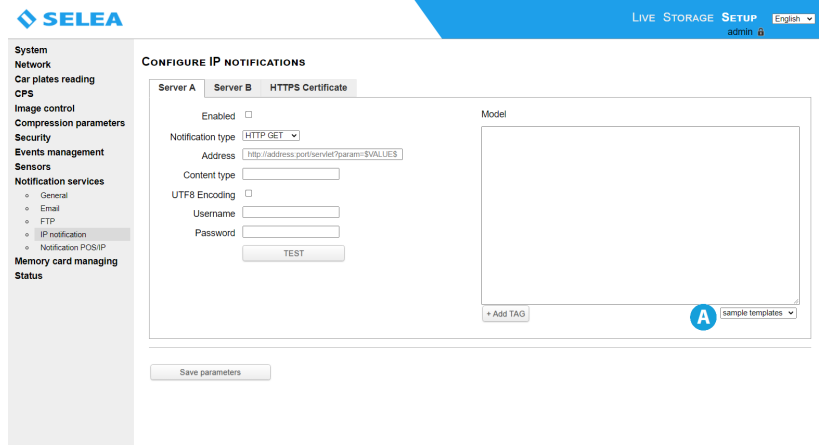 SELEA
LIVE STORAGE SETUP English
admin
System
Network
Car plates reading
CPS
Image control
Compression parameters
Security
Events management
Sensors
Notification services
General
Email
FTP
IP notification
Notification POS/IP
Memory card managing
Status
CONFIGURE IP NOTIFICATIONS
Server A Server B HTTPS Certificate
Enabled
Notification type HTTP GET
Address http://address:port/servlet?param=$VALUE$
Content type
UTF8 Encoding
Username
Password
TEST
Model
+ Add TAG
A
sample templates
Save parameters